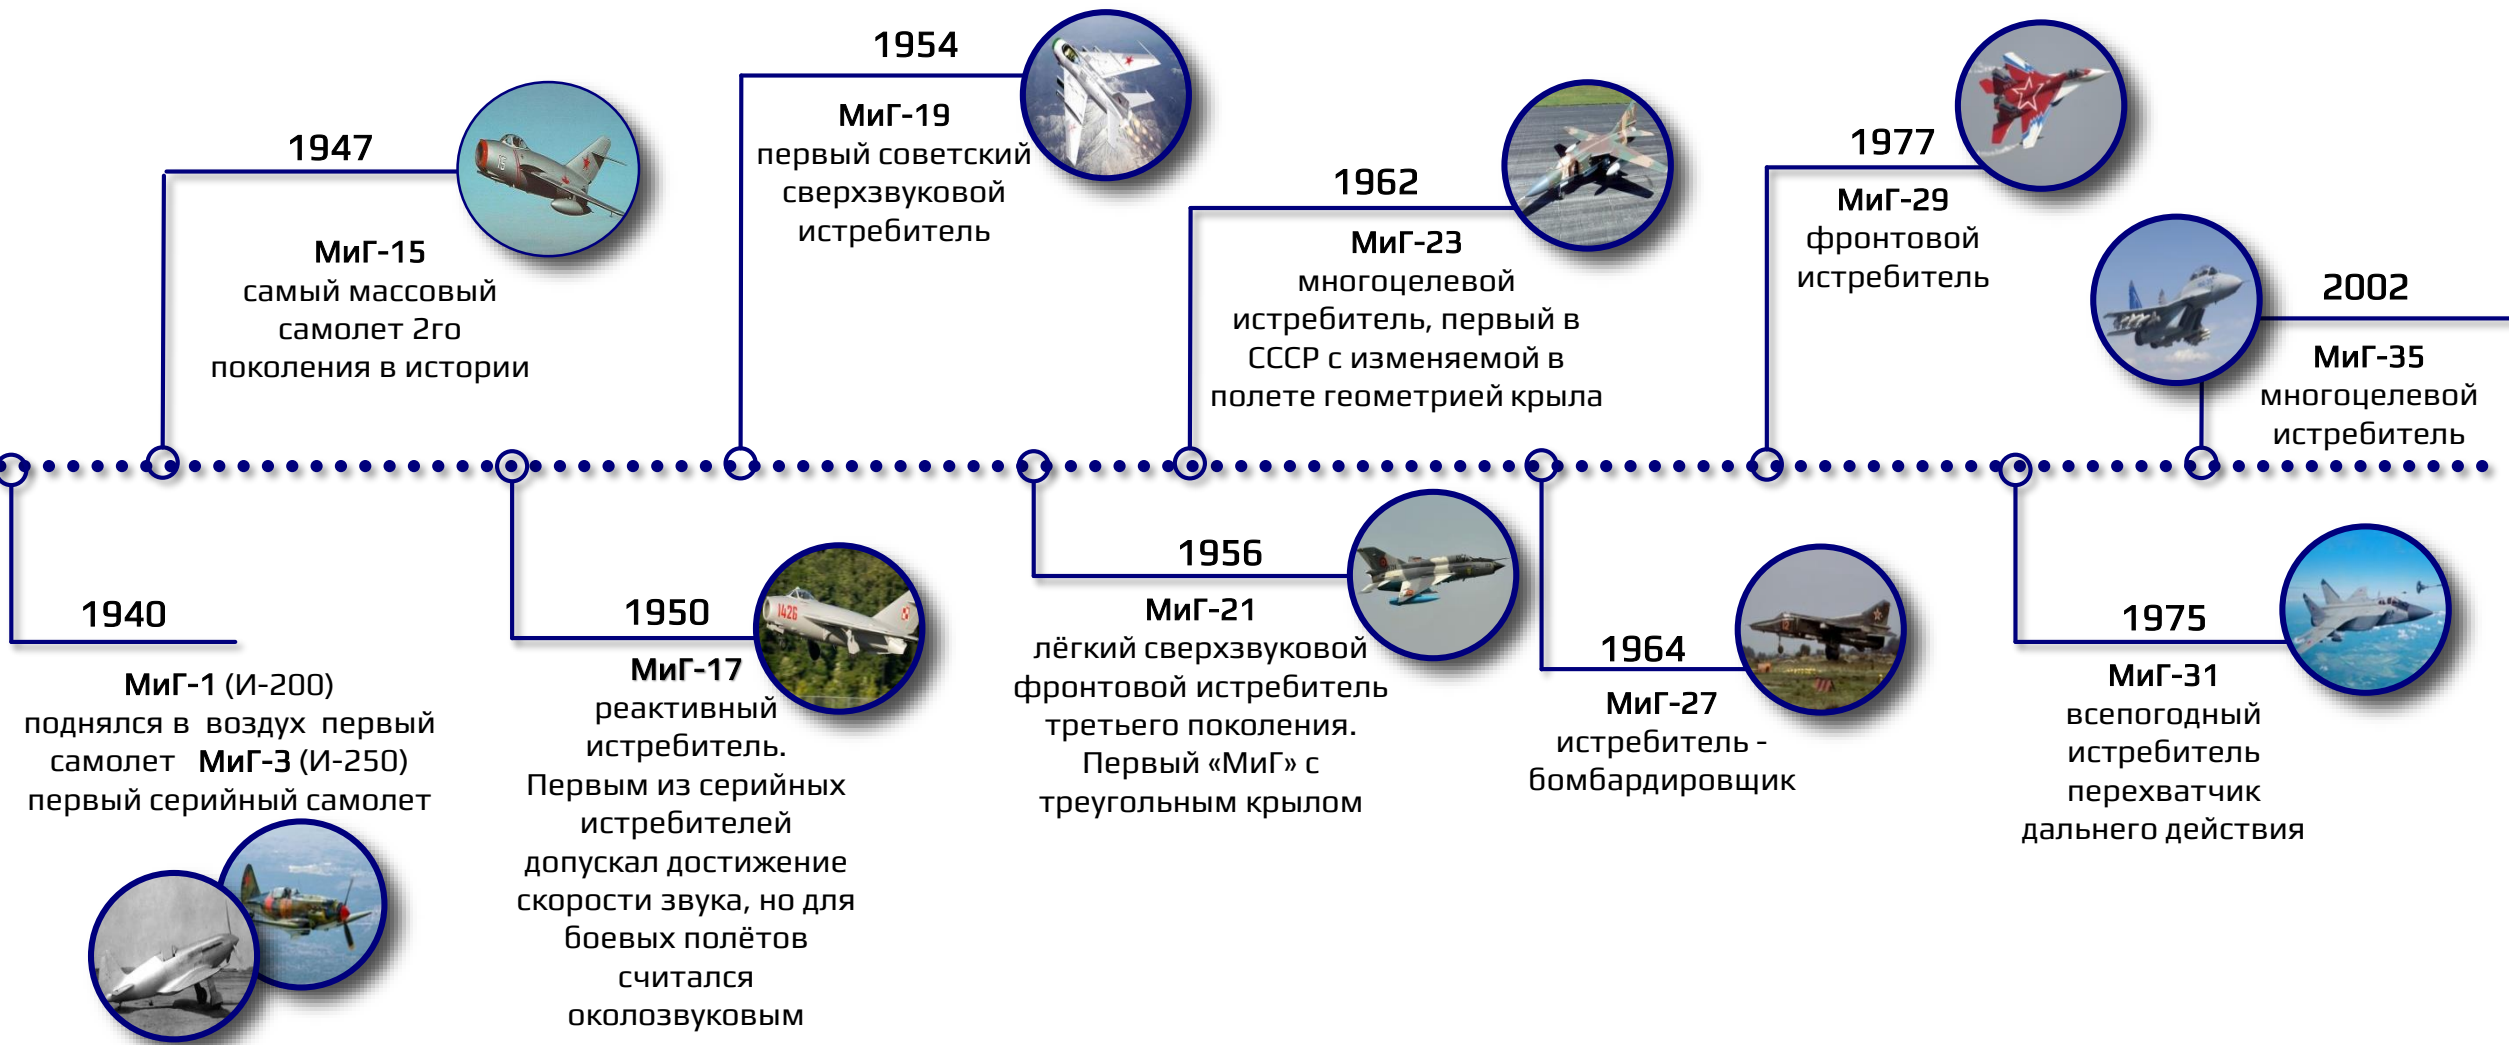 1940
МиГ-1 (И-200)
поднялся в воздух первый
самолет МиГ-3 (И-250)
первый серийный самолет
1947
МиГ-15
самый массовый
самолет 2го
поколения в истории
1950
МиГ-17
реактивный
истребитель.
Первым из серийных
истребителей
допускал достижение
скорости звука, но для
боевых полётов
считался
околозвуковым
1426
1954
МиГ-19
первый советский
сверхзвуковой
истребитель
1956
МиГ-21
лёгкий сверхзвуковой
фронтовой истребитель
третьего поколения.
Первый «МиГ» с
треугольным крылом
1962
МиГ-23
многоцелевой
истребитель, первый в
СССР с изменяемой в
полете геометрией крыла
1964
МиГ-27
истребитель -
бомбардировщик
1977
МиГ-29
фронтовой
истребитель
1975
МиГ-31
всепогодный
истребитель
перехватчик
дальнего действия
2002
МиГ-35
многоцелевой
истребитель